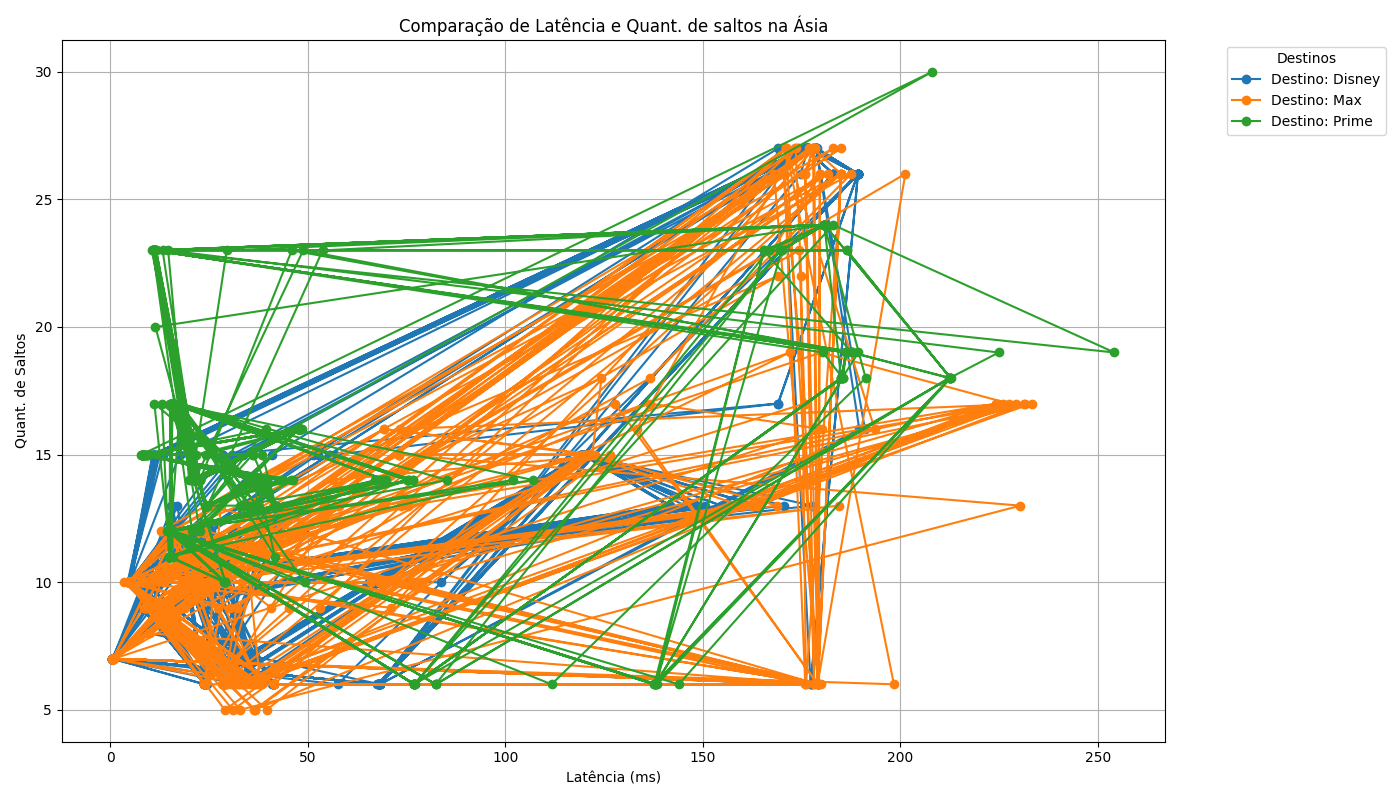 Comparação de Latência e Quant. de saltos na Ásia
Destinos
Destino: Disney
Destino: Max
Destino: Prime
Quant. de Saltos
30
25
20
15
10
5
0
50
100
150
200
250
Latência (ms)